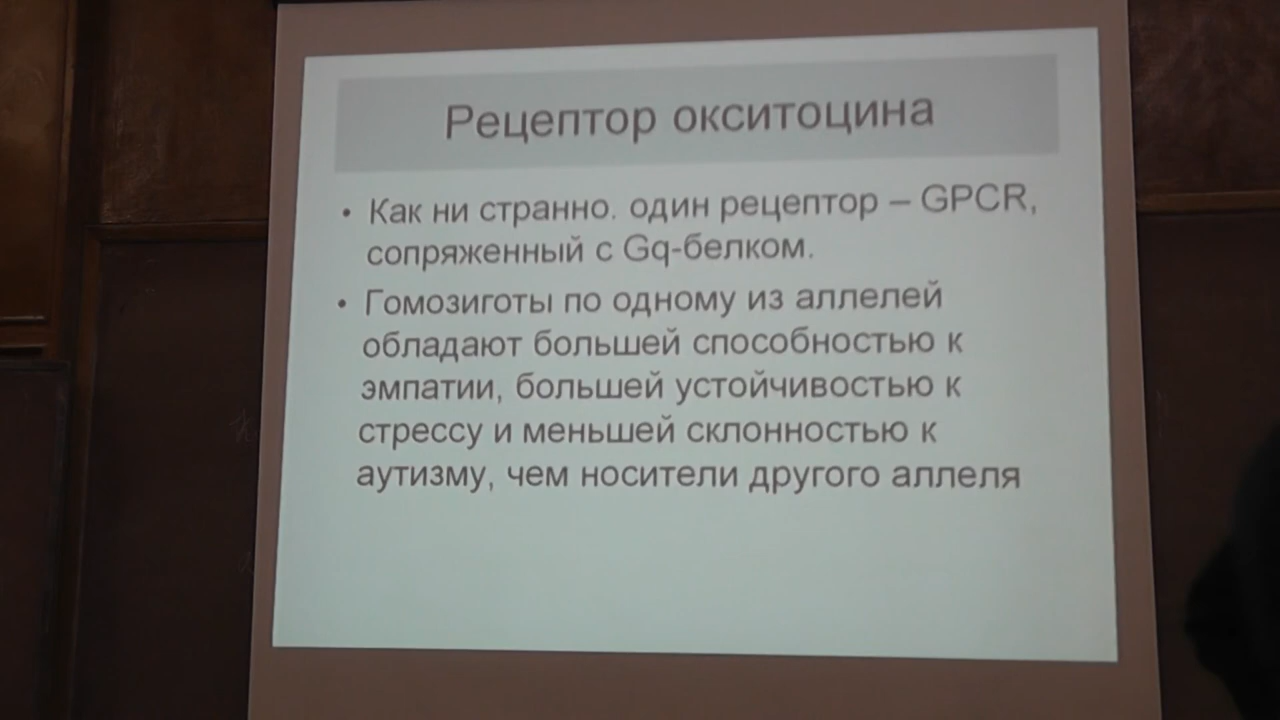 Рецептор окситоцина
• Как ни странно. один рецептор – GPCR,
сопряженный с Gq-белком.
• Гомозиготы по одному из аллелей
обладают большей способностью к
эмпатии, большей устойчивостью к
стрессу и меньшей склонностью к
аутизму, чем носители другого аллеля